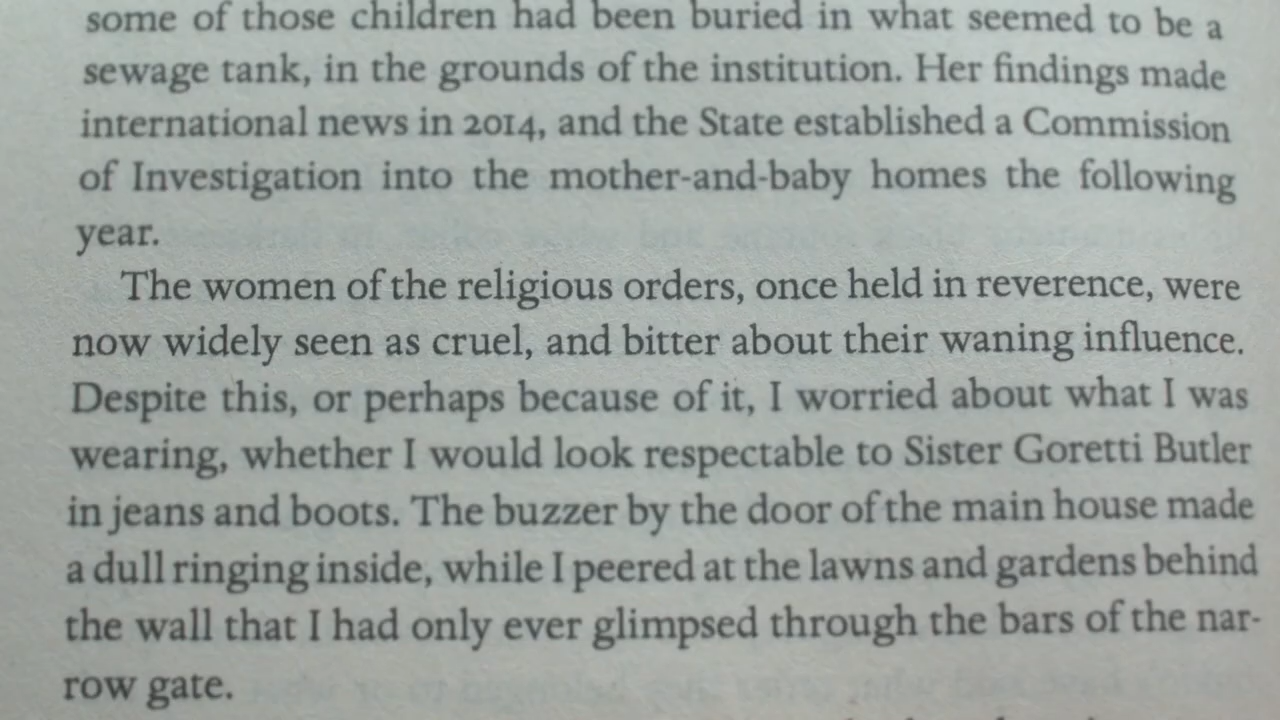 some of those children had been buried in what seemed to be a
sewage tank, in the grounds of the institution. Her findings made
international news in 2014, and the State established a Commission
of Investigation into the mother-and-baby homes the following
year.
The women of the religious orders, once held in reverence, were
now widely seen as cruel, and bitter about their waning influence.
Despite this, or perhaps because of it, I worried about what I was
wearing, whether I would look respectable to Sister Goretti Butler
in jeans and boots. The buzzer by the door of the main house made
a dull ringing inside, while I peered at the lawns and gardens behind
the wall that I had only ever glimpsed through the bars of the nar-
row gate.